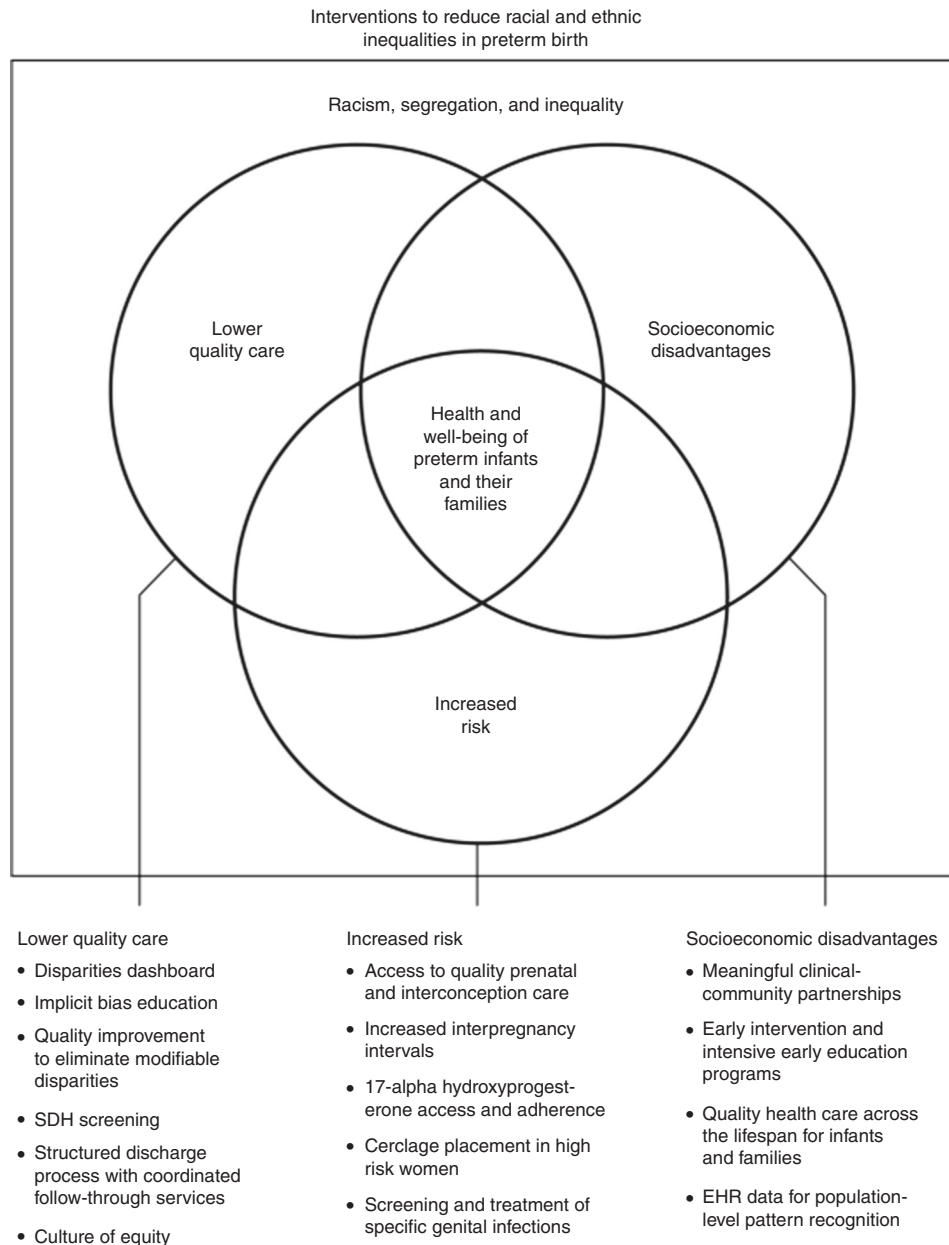 Interventions to reduce racial and ethnic
inequalities in preterm birth
Racism, segregation, and inequality
Lower
quality care
Socioeconomic
disadvantages
Health and
well-being of
preterm infants
and their
families
Increased
risk
Lower quality care
• Disparities dashboard
• Implicit bias education
• Quality improvement
to eliminate modifiable
disparities
• SDH screening
• Structured discharge
process with coordinated
follow-through services
• Culture of equity
Increased risk
• Access to quality prenatal
and interconception care
• Increased interpregnancy
intervals
• 17-alpha hydroxyprogest-
erone access and adherence
• Cerclage placement in high
risk women
• Screening and treatment of
specific genital infections
Socioeconomic disadvantages
• Meaningful clinical-
community partnerships
• Early intervention and
intensive early education
programs
• Quality health care across
the lifespan for infants
and families
• EHR data for population-
level pattern recognition